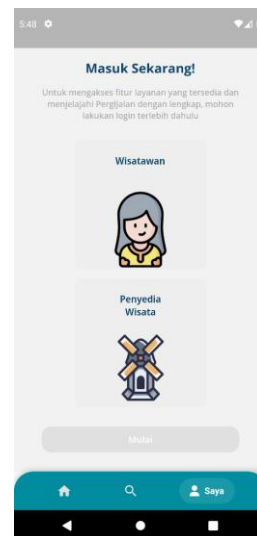 5:48
Masuk Sekarang!
Untuk mengakses fitur layanan yang tersedia dan
menjelajahi Pergijalan dengan lengkap, mohon
lakukan login terlebih dahulu
Wisatawan
Penyedia
Wisata
Mulai
Saya